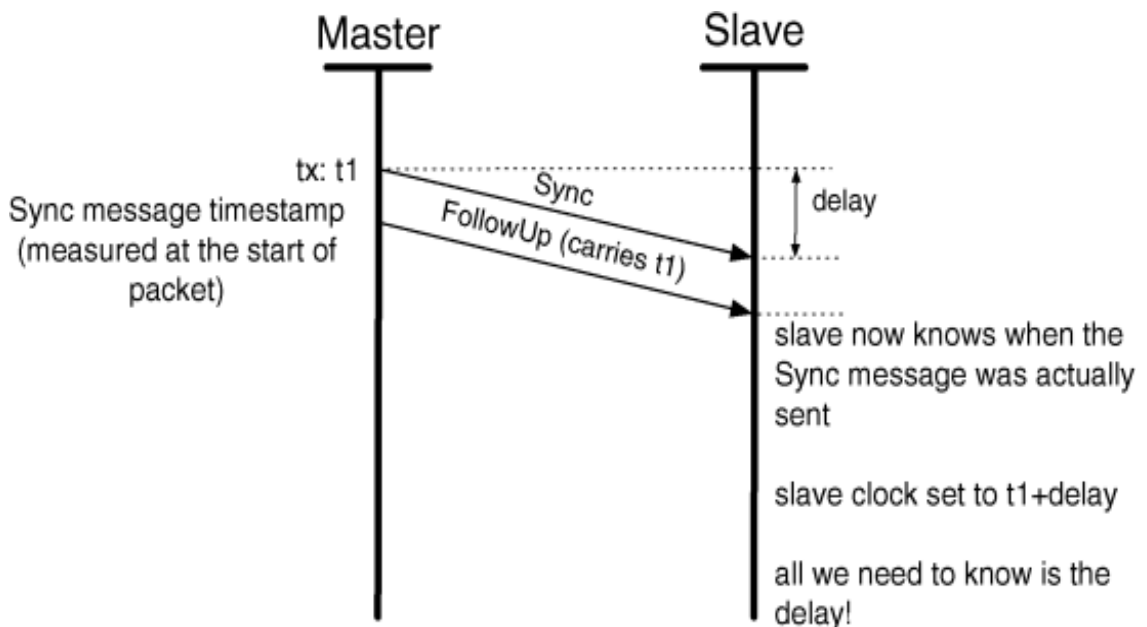 Master
Slave
tx: t1
Sync message timestamp
(measured at the start of
packet)
Sync
FollowUp (carries t1)
delay
slave now knows when the
Sync message was actually
sent
slave clock set to t1+delay
all we need to know is the
delay!